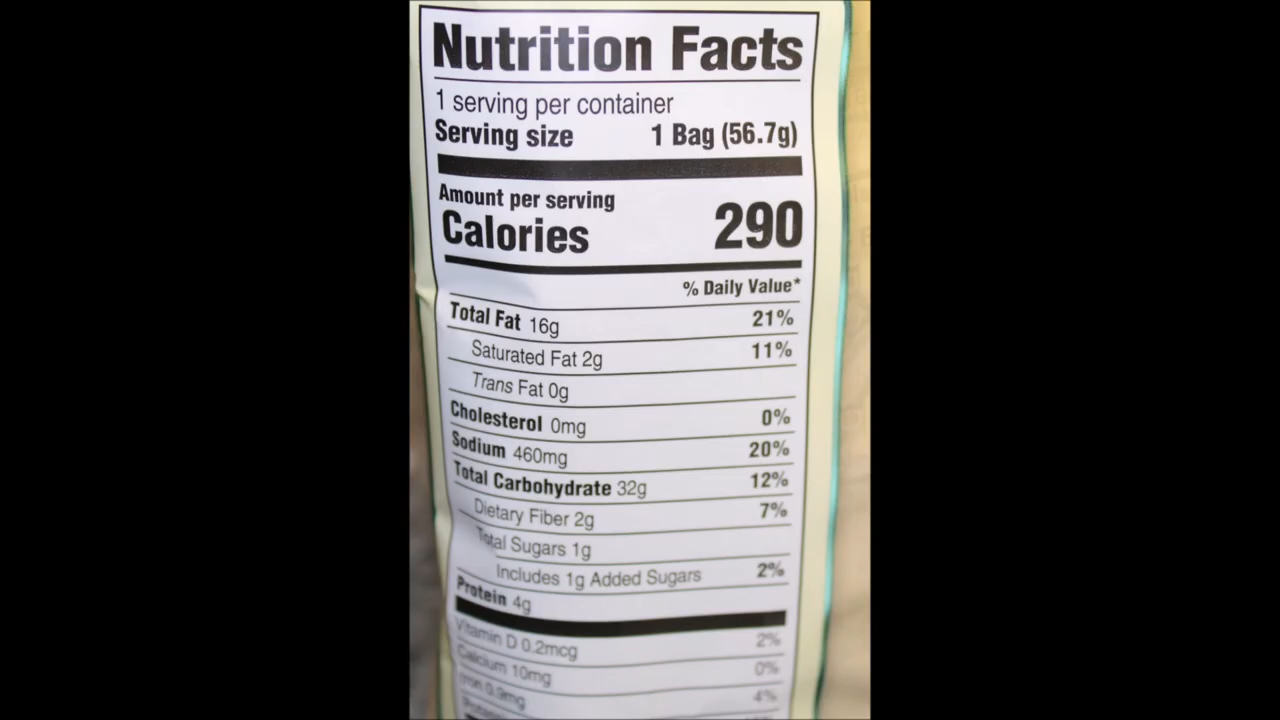 Nutrition Facts
1 serving per container
Serving size 1 Bag (56.7g)
Amount per serving
Calories 290
% Daily Value*
Total Fat 16g 21%
Saturated Fat 2g 11%
Trans Fat 0g
Cholesterol 0mg 0%
Sodium 460mg 20%
Total Carbohydrate 32g 12%
Dietary Fiber 2g 7%
Total Sugars 1g
Includes 1g Added Sugars 2%
Protein 4g
Vitamin D 0.2mcg 2%
Calcium 10mg 0%
Iron 0.9mg 4%